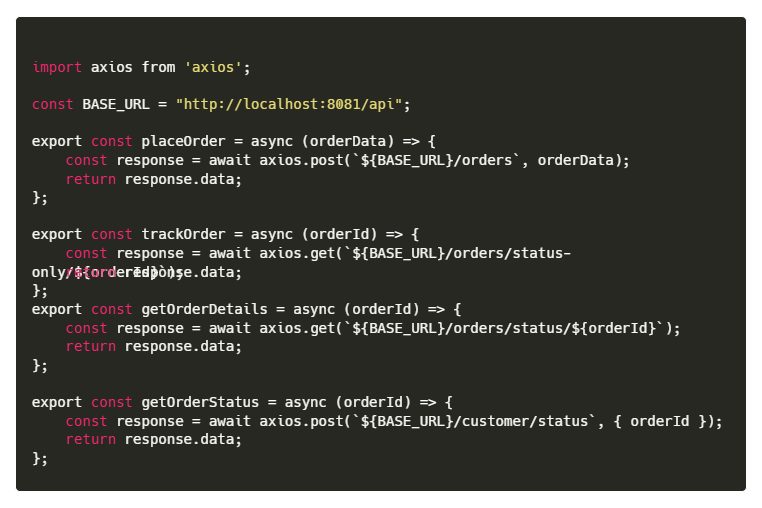 import axios from 'axios';
const BASE_URL = "http://localhost:8081/api";
export const placeOrder = async (orderData) => {
    const response = await axios.post(`${BASE_URL}/orders`, orderData);
    return response.data;
};
export const trackOrder = async (orderId) => {
    const response = await axios.get(`${BASE_URL}/orders/status-
only/${orderId}`);
    return response.data;
};
export const getOrderDetails = async (orderId) => {
    const response = await axios.get(`${BASE_URL}/orders/status/${orderId}`);
    return response.data;
};
export const getOrderStatus = async (orderId) => {
    const response = await axios.post(`${BASE_URL}/customer/status`, { orderId });
    return response.data;
};